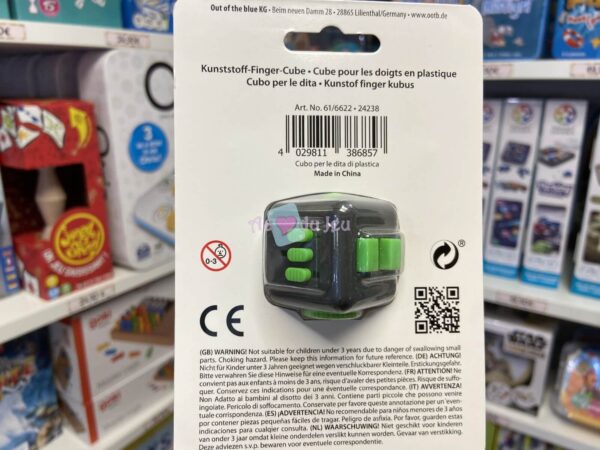 Out of the blue KG • Beim neuen Damm 28 • 28865 Lilienthal/Germany • www.ootb.de
Kunststoff-Finger-Cube • Cube pour les doigts en plastique
Cubo per le dita • Kunstof finger kubus
Art. No. 61/6622 • 24238
4 029811 386857
Cubo per le dita di plastica
Made in China
0-3
CE
(GB) WARNING! Not suitable for children under 3 years due to danger of swallowing small
parts. Choking hazard. Please keep this information for future reference. (DE) ACHTUNG!
Nicht für Kinder unter 3 Jahren geeignet wegen verschluckbarer Kleinteile. Erstickungsgefahr.
Bitte verwahren Sie diese Hinweise für eine eventuelle Korrespondenz. (FR) ATTENTION! Ne
convient pas aux enfants à moins de 3 ans, risque d'avaler des petites pièces. Risque de suffo-
quer. Conservez ces indications pour une éventuelle correspondance. (IT) AVVERTENZA!
Non Adatto ai bambini al disotto dei 3 anni. Contiene parti piccole che possono venire
ingoiate. Pericolo di soffocamento. Conservate per favore queste annotazione per un'even-
tuale corrispondenza. (ES) ¡ADVERTENCIA! No recomendable para niños menores de 3 años
por contener piezas pequeñas fáciles de tragar. Peligro de asfixia. Por favor, guarden estas
indicaciones para cualquier consulta. (NL) WAARSCHUWING! Niet geschikt voor kinderen
van onder 3 jaar omdat kleine onderdelen verslikt kunnen worden. Gevaar van verstikking.
Deze adviezen s.v.p. bewaren voor eventuele correspondentie.